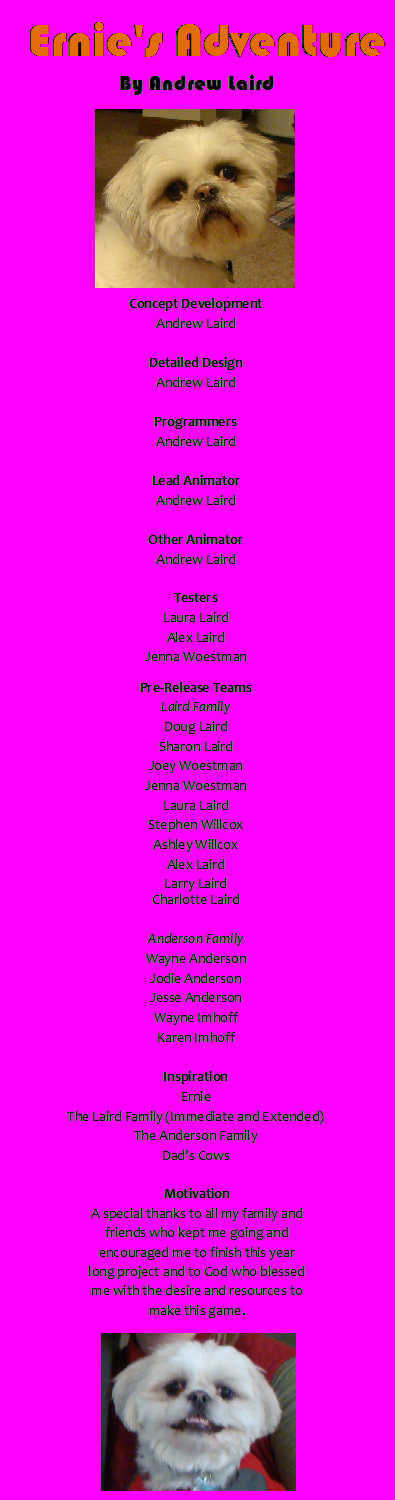 Ernie's Adventure
By Andrew Laird
Concept Development
Andrew Laird
Detailed Design
Andrew Laird
Programmers
Andrew Laird
Lead Animator
Andrew Laird
Other Animator
Andrew Laird
Testers
Laura Laird
Alex Laird
Jenna Woestman
Pre-Release Teams
Laird Family
Doug Laird
Sharon Laird
Joey Woestman
Jenna Woestman
Laura Laird
Stephen Willcox
Ashley Willcox
Alex Laird
Larry Laird
Charlotte Laird
Anderson Family
Wayne Anderson
Jodie Anderson
Jesse Anderson
Wayne Imhoff
Karen Imhoff
Inspiration
Ernie
The Laird Family (Immediate and Extended)
The Anderson Family
Dad's Cows
Motivation
A special thanks to all my family and
friends who kept me going and
encouraged me to finish this year
long project and to God who blessed
me with the desire and resources to
make this game.